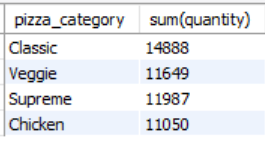 pizza_category sum(quantity)
Classic 14888
Veggie 11649
Supreme 11987
Chicken 11050